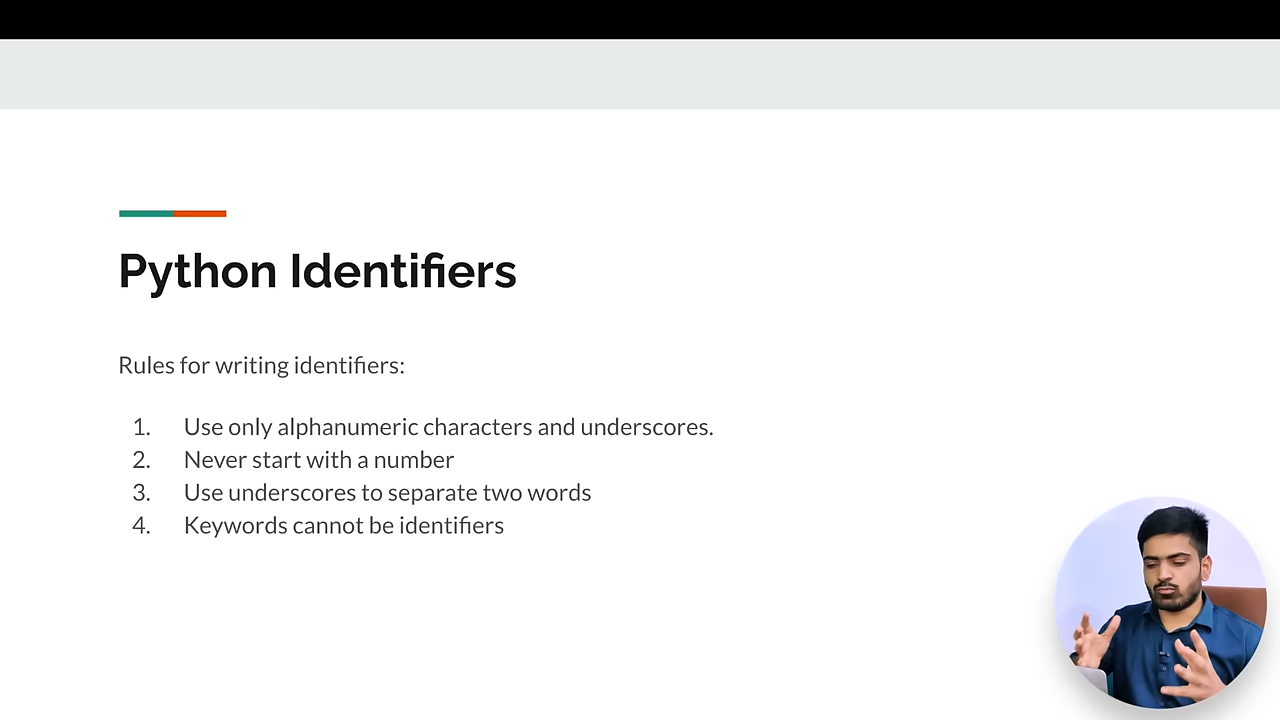 Python Identifiers
Rules for writing identifiers:
1. Use only alphanumeric characters and underscores.
2. Never start with a number
3. Use underscores to separate two words
4. Keywords cannot be identifiers